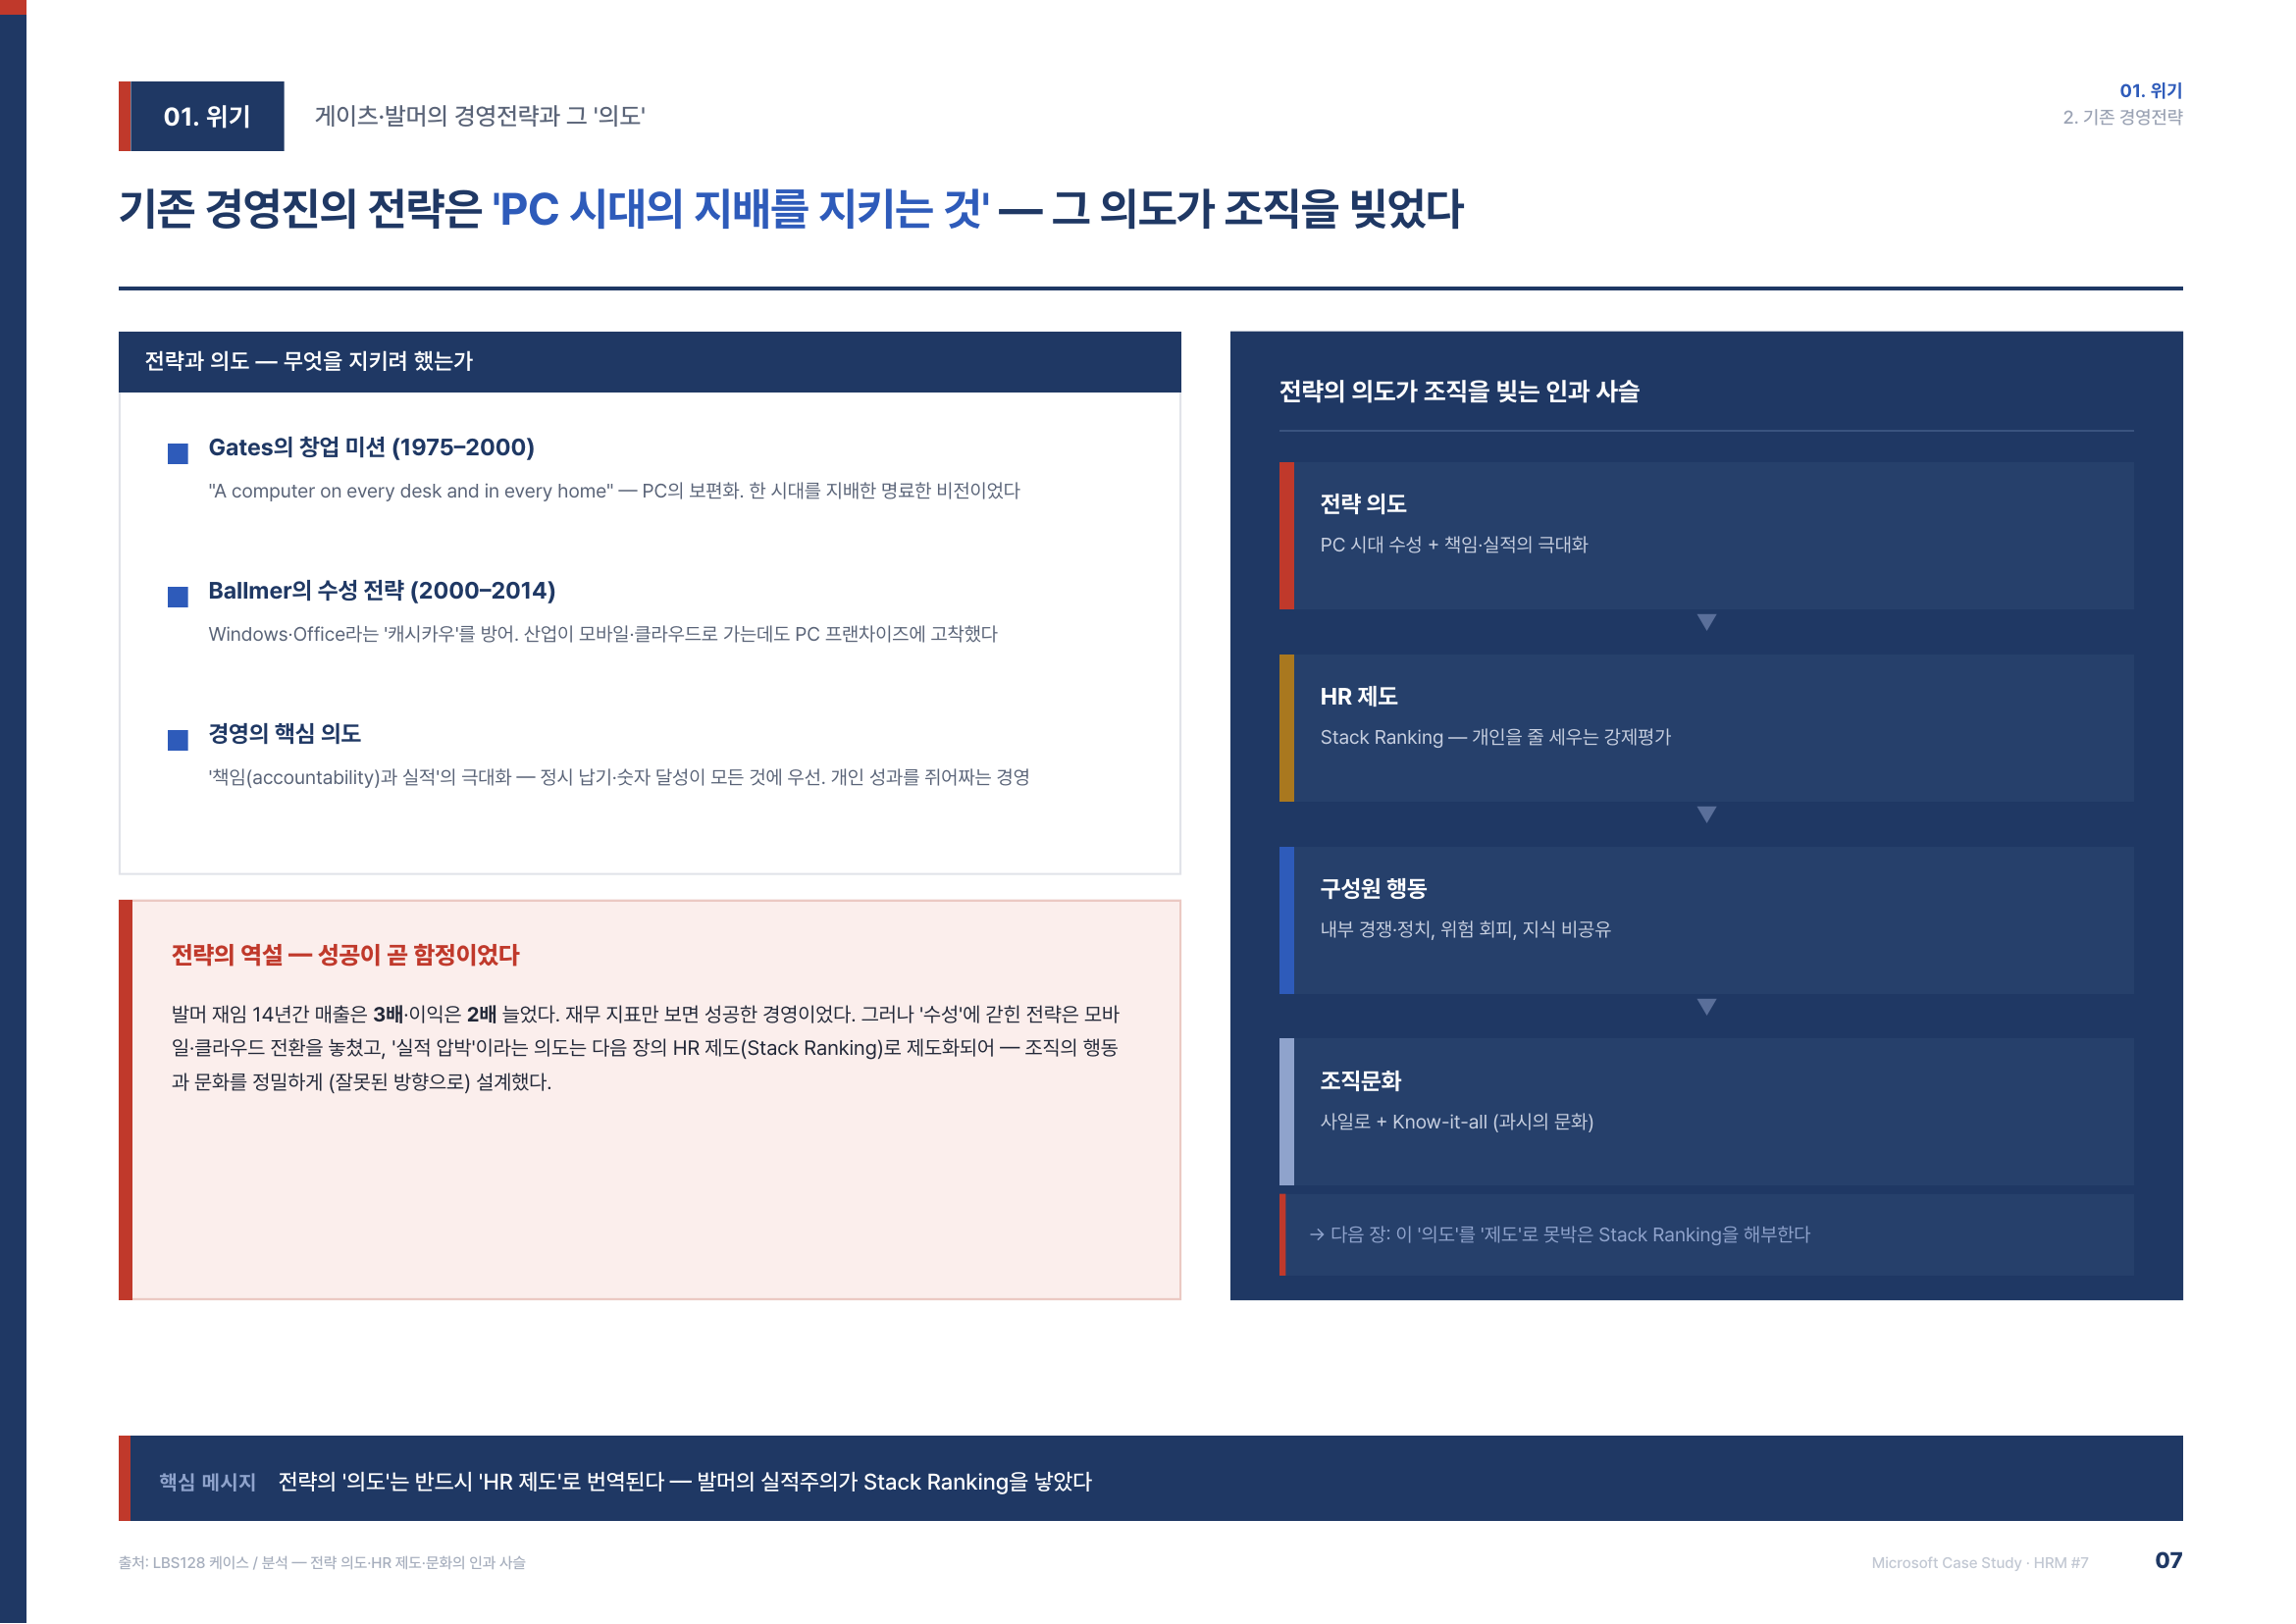 01. 위기
게이츠·발머의 경영전략과 그 '의도'
01. 위기
2. 기존 경영전략
기존 경영진의 전략은 'PC 시대의 지배를 지키는 것' — 그 의도가 조직을 빚었다
전략과 의도 — 무엇을 지키려 했는가
Gates의 창업 미션 (1975–2000)
"A computer on every desk and in every home" — PC의 보편화. 한 시대를 지배한 명료한 비전이었다
Ballmer의 수성 전략 (2000–2014)
Windows·Office라는 '캐시카우'를 방어. 산업이 모바일·클라우드로 가는데도 PC 프랜차이즈에 고착했다
경영의 핵심 의도
'책임(accountability)과 실적'의 극대화 — 정시 납기·숫자 달성이 모든 것에 우선. 개인 성과를 쥐어짜는 경영
전략의 역설 — 성공이 곧 함정이었다
발머 재임 14년간 매출은 3배·이익은 2배 늘었다. 재무 지표만 보면 성공한 경영이었다. 그러나 '수성'에 갇힌 전략은 모바
일·클라우드 전환을 놓쳤고, '실적 압박'이라는 의도는 다음 장의 HR 제도(Stack Ranking)로 제도화되어 — 조직의 행동
과 문화를 정밀하게 (잘못된 방향으로) 설계했다.
전략의 의도가 조직을 빚는 인과 사슬
전략 의도
PC 시대 수성 + 책임·실적의 극대화
▼
HR 제도
Stack Ranking — 개인을 줄 세우는 강제평가
▼
구성원 행동
내부 경쟁·정치, 위험 회피, 지식 비공유
▼
조직문화
사일로 + Know-it-all (과시의 문화)
→ 다음 장: 이 '의도'를 '제도'로 못박은 Stack Ranking을 해부한다
핵심 메시지 전략의 '의도'는 반드시 'HR 제도'로 번역된다 — 발머의 실적주의가 Stack Ranking을 낳았다
출처: LBS128 케이스 / 분석 — 전략 의도·HR 제도·문화의 인과 사슬
Microsoft Case Study · HRM #7
07